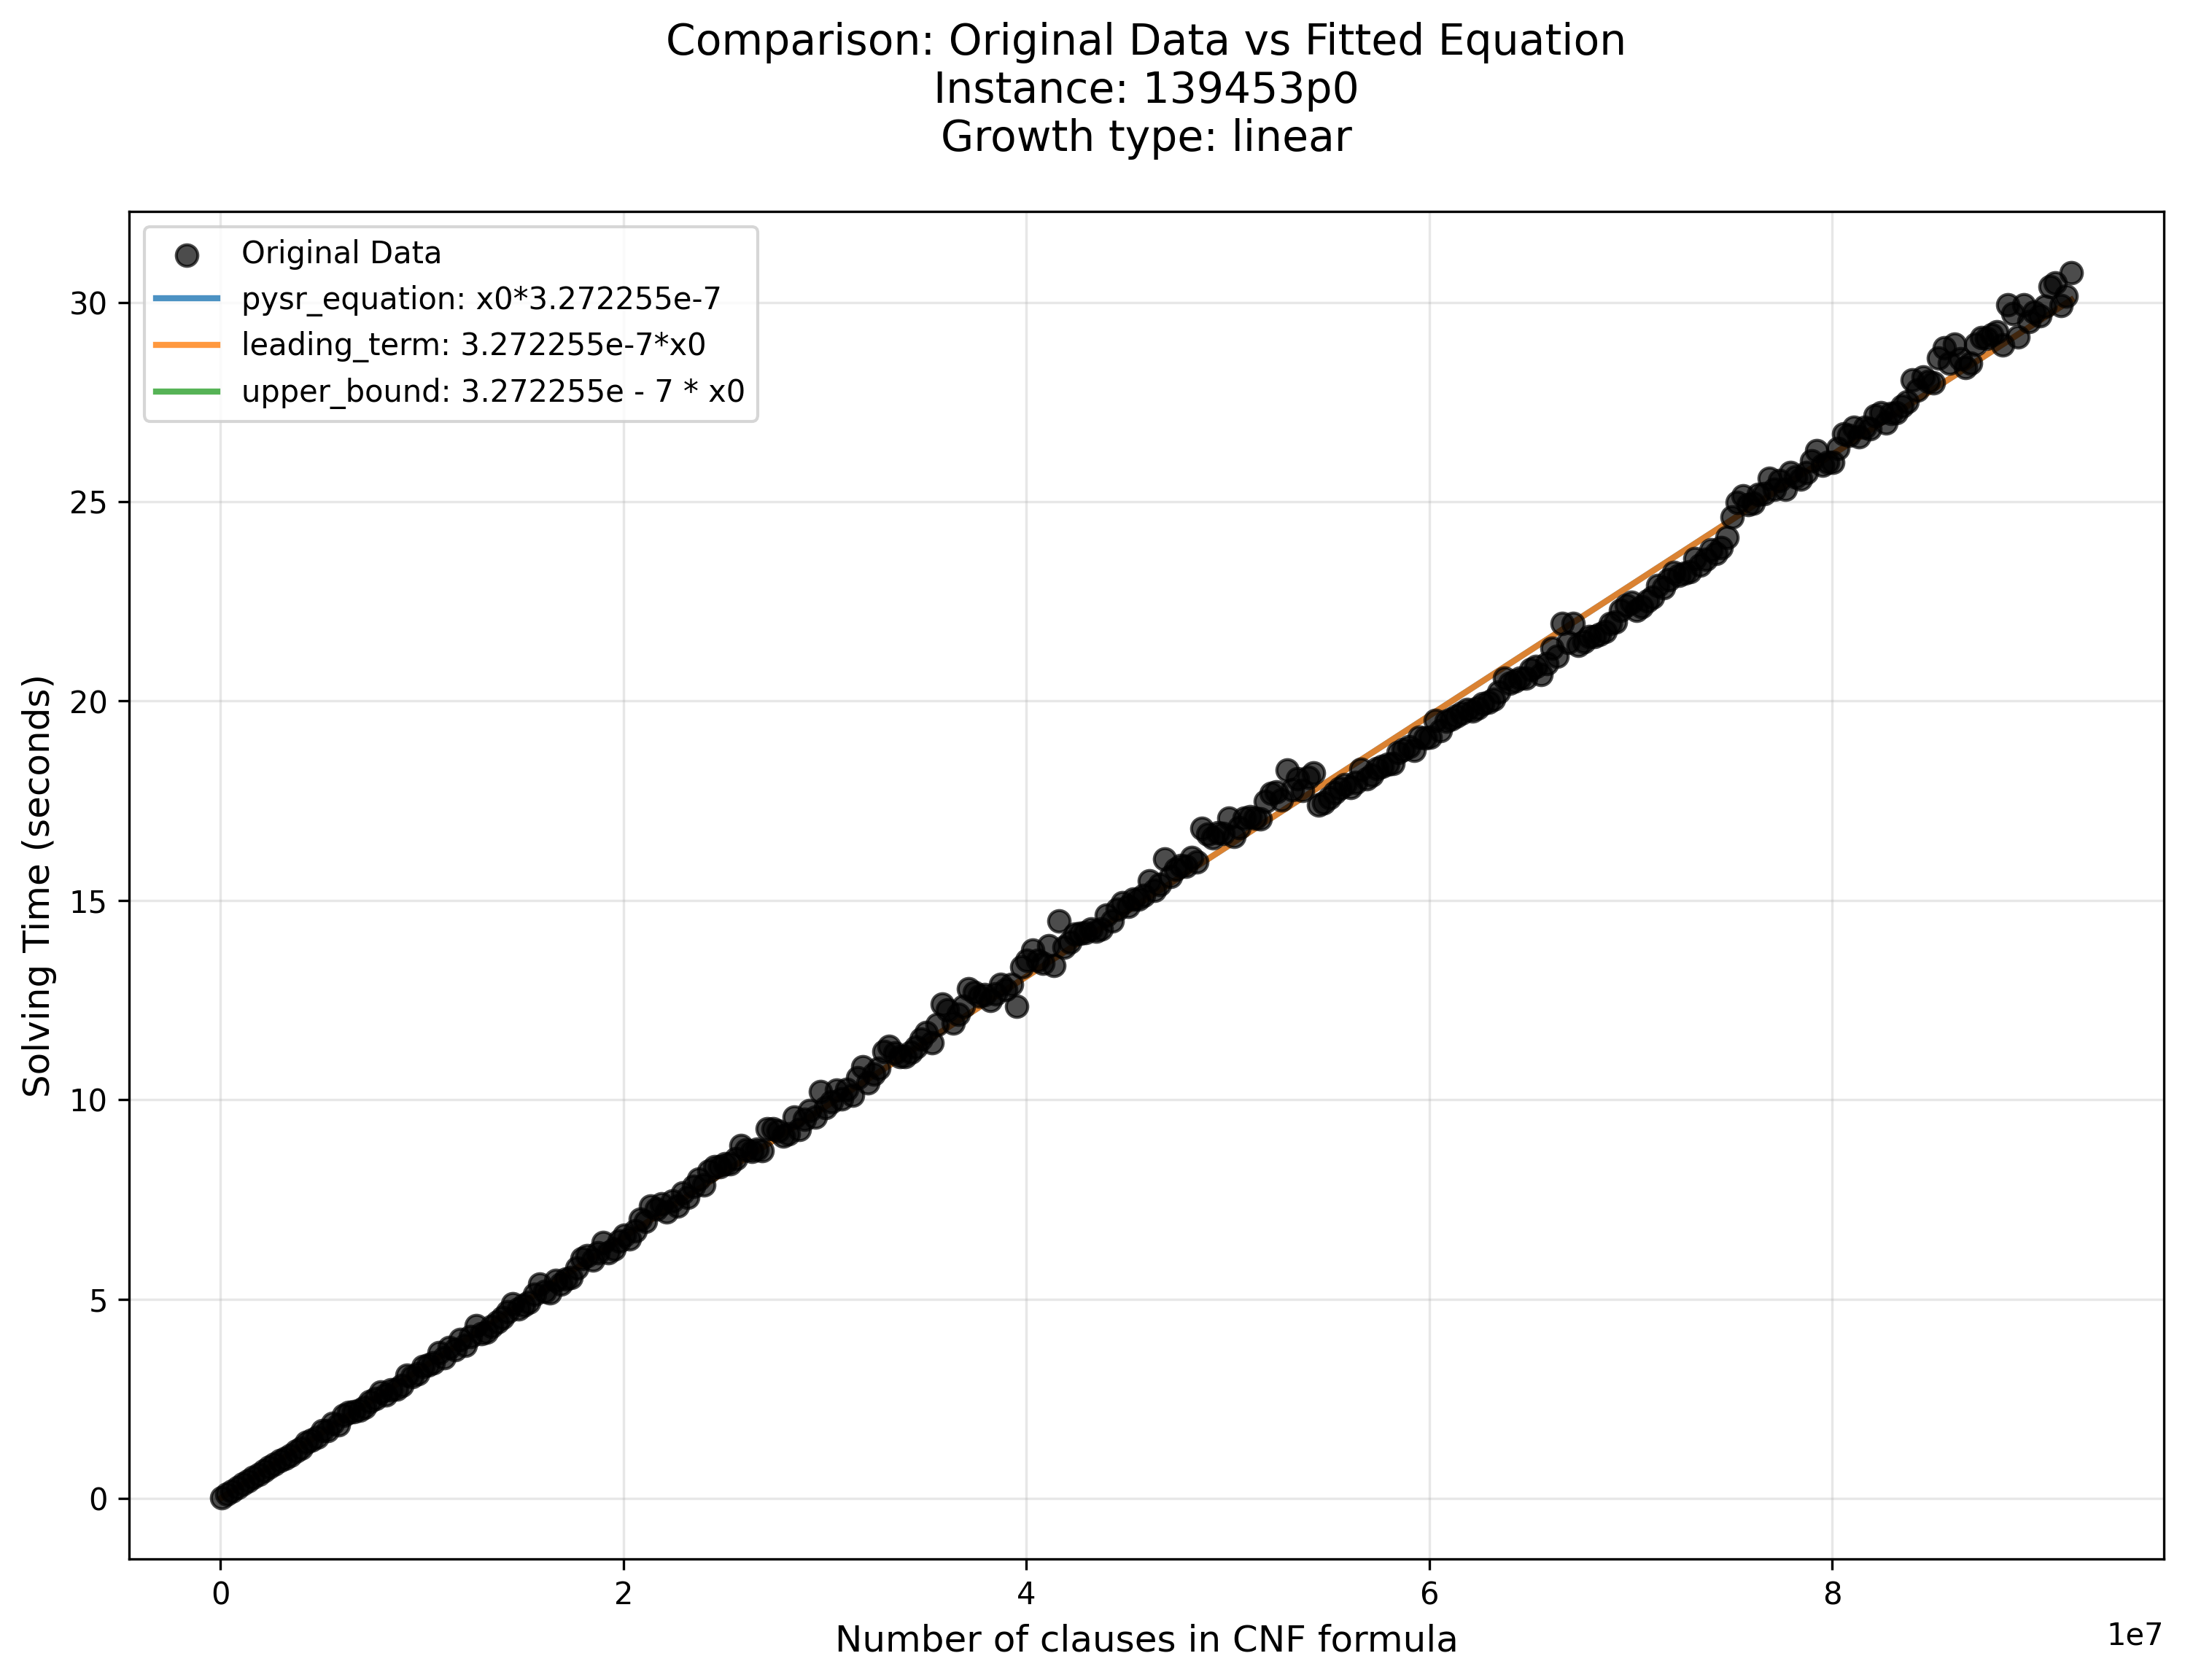 Comparison: Original Data vs Fitted Equation
Instance: 139453p0
Growth type: linear
Original Data
pysr_equation: x0*3.272255e-7
leading_term: 3.272255e-7*x0
upper_bound: 3.272255e - 7 * x0
Solving Time (seconds)
30
25
20
15
10
5
0
0 2 4 6 8
1e7
Number of clauses in CNF formula